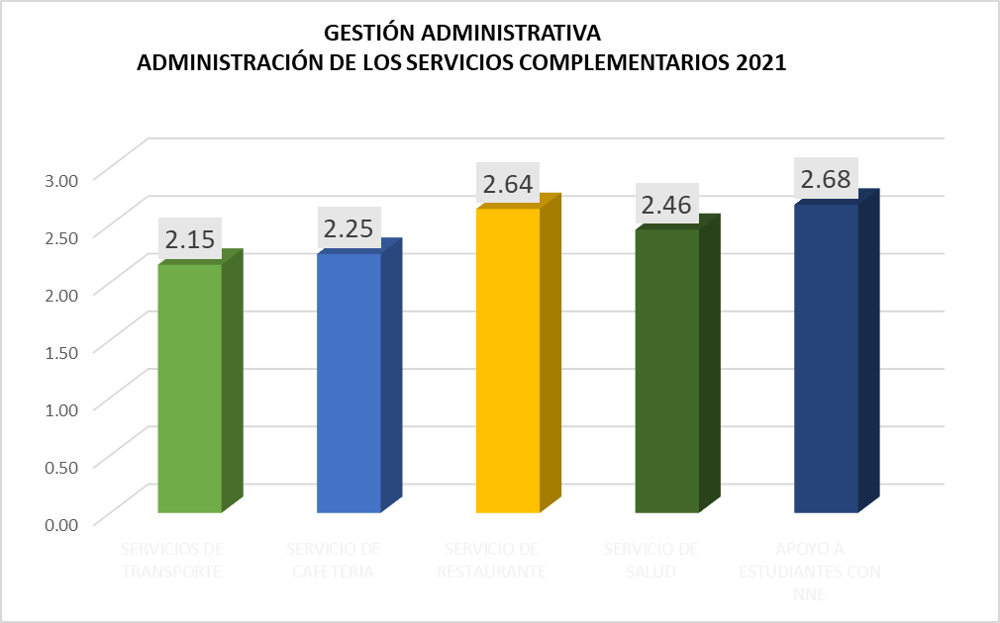 GESTIÓN ADMINISTRATIVA
ADMINISTRACIÓN DE LOS SERVICIOS COMPLEMENTARIOS 2021
3.00
2.50
2.00
1.50
1.00
0.50
0.00
2.15
2.25
2.64
2.46
2.68
SERVICIOS DE
TRANSPORTE
SERVICIO DE
CAFETERIA
SERVICIO DE
RESTAURANTE
SERVICIO DE
SALUD
APOYO A
ESTUDIANTES CON
NNE